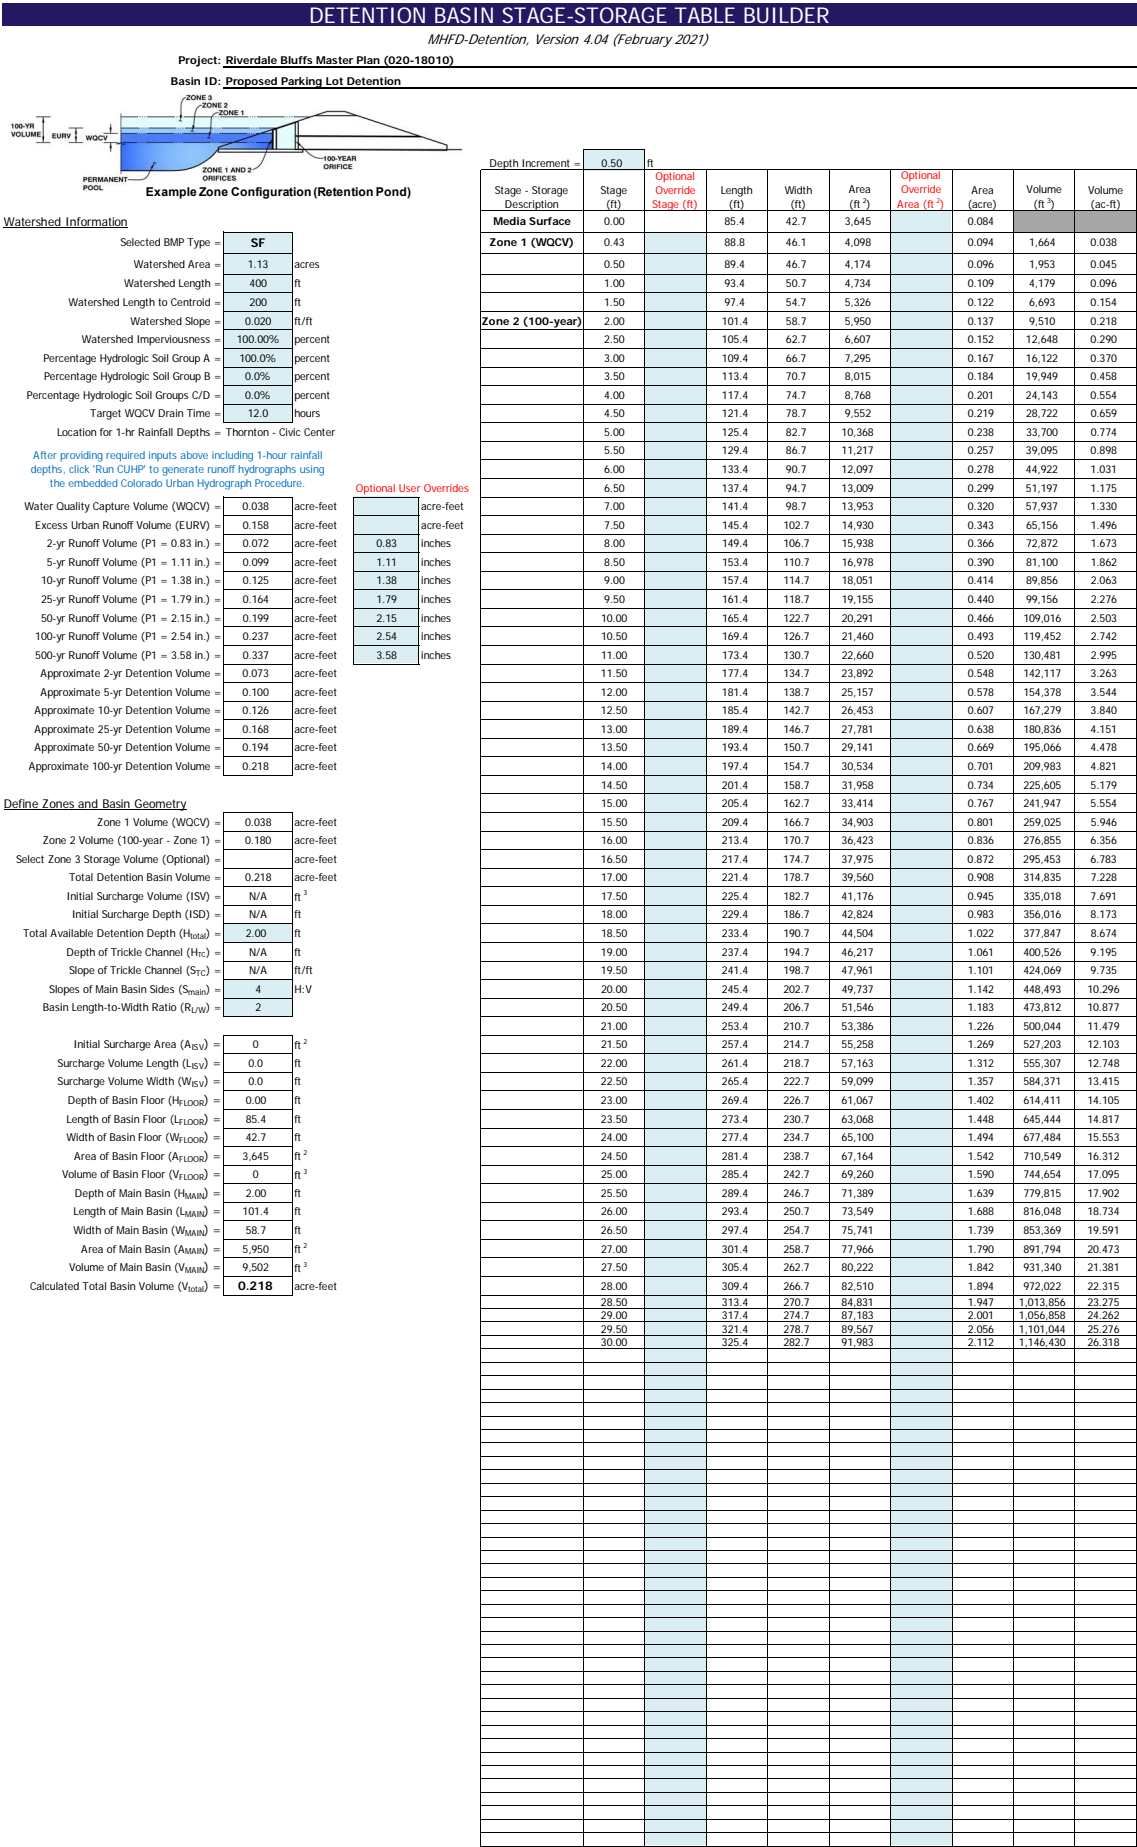 DETENTION BASIN STAGE-STORAGE TABLE BUILDER
MHFD-Detention, Version 4.04 (February 2021)
Project: Riverdale Bluffs Master Plan (020-18010)
Basin ID: Proposed Parking Lot Detention
ZONE 3
ZONE 2
ZONE 1
100-YR
VOLUME
EURV
WQCV
100-YEAR
ORIFICE
ZONE 1 AND 2
ORIFICES
PERMANENT
POOL
Example Zone Configuration (Retention Pond)
Watershed Information
Selected BMP Type = SF
Watershed Area = 1.13 acres
Watershed Length = 400 ft
Watershed Length to Centroid = 200 ft
Watershed Slope = 0.020 ft/ft
Watershed Imperviousness = 100.00% percent
Percentage Hydrologic Soil Group A = 100.0% percent
Percentage Hydrologic Soil Group B = 0.0% percent
Percentage Hydrologic Soil Groups C/D = 0.0% percent
Target WQCV Drain Time = 12.0 hours
Location for 1-hr Rainfall Depths = Thornton - Civic Center
After providing required inputs above including 1-hour rainfall
depths, click 'Run CUHP' to generate runoff hydrographs using
the embedded Colorado Urban Hydrograph Procedure.
Optional User Overrides
Water Quality Capture Volume (WQCV) = 0.038 acre-feet acre-feet
Excess Urban Runoff Volume (EURV) = 0.158 acre-feet acre-feet
2-yr Runoff Volume (P1 = 0.83 in.) = 0.072 acre-feet 0.83 inches
5-yr Runoff Volume (P1 = 1.11 in.) = 0.099 acre-feet 1.11 inches
10-yr Runoff Volume (P1 = 1.38 in.) = 0.125 acre-feet 1.38 inches
25-yr Runoff Volume (P1 = 1.79 in.) = 0.164 acre-feet 1.79 inches
50-yr Runoff Volume (P1 = 2.15 in.) = 0.199 acre-feet 2.15 inches
100-yr Runoff Volume (P1 = 2.54 in.) = 0.237 acre-feet 2.54 inches
500-yr Runoff Volume (P1 = 3.58 in.) = 0.337 acre-feet 3.58 inches
Approximate 2-yr Detention Volume = 0.073 acre-feet
Approximate 5-yr Detention Volume = 0.100 acre-feet
Approximate 10-yr Detention Volume = 0.126 acre-feet
Approximate 25-yr Detention Volume = 0.168 acre-feet
Approximate 50-yr Detention Volume = 0.194 acre-feet
Approximate 100-yr Detention Volume = 0.218 acre-feet
Define Zones and Basin Geometry
Zone 1 Volume (WQCV) = 0.038 acre-feet
Zone 2 Volume (100-year - Zone 1) = 0.180 acre-feet
Select Zone 3 Storage Volume (Optional) = acre-feet
Total Detention Basin Volume = 0.218 acre-feet
Initial Surcharge Volume (ISV) = N/A ft 3
Initial Surcharge Depth (ISD) = N/A ft
Total Available Detention Depth (Htotal) = 2.00 ft
Depth of Trickle Channel (HTC) = N/A ft
Slope of Trickle Channel (STC) = N/A ft/ft
Slopes of Main Basin Sides (Smain) = 4 H:V
Basin Length-to-Width Ratio (RL/W) = 2
Initial Surcharge Area (AISV) = 0 ft 2
Surcharge Volume Length (LISV) = 0.0 ft
Surcharge Volume Width (WISV) = 0.0 ft
Depth of Basin Floor (HFLOOR) = 0.00 ft
Length of Basin Floor (LFLOOR) = 85.4 ft
Width of Basin Floor (WFLOOR) = 42.7 ft
Area of Basin Floor (AFLOOR) = 3,645 ft 2
Volume of Basin Floor (VFLOOR) = 0 ft 3
Depth of Main Basin (HMAIN) = 2.00 ft
Length of Main Basin (LMAIN) = 101.4 ft
Width of Main Basin (WMAIN) = 58.7 ft
Area of Main Basin (AMAIN) = 5,950 ft 2
Volume of Main Basin (VMAIN) = 9,502 ft 3
Calculated Total Basin Volume (Vtotal) = 0.218 acre-feet
Depth Increment = 0.50 ft
Stage - Storage Description Stage (ft) Optional Override Stage (ft) Length (ft) Width (ft) Area (ft 2) Optional Override Area (ft 2) Area (acre) Volume (ft 3) Volume (ac-ft)
Media Surface 0.00 85.4 42.7 3,645 0.084
Zone 1 (WQCV) 0.43 88.8 46.1 4,098 0.094 1,664 0.038
0.50 89.4 46.7 4,174 0.096 1,953 0.045
1.00 93.4 50.7 4,734 0.109 4,179 0.096
1.50 97.4 54.7 5,326 0.122 6,693 0.154
Zone 2 (100-year) 2.00 101.4 58.7 5,950 0.137 9,510 0.218
2.50 105.4 62.7 6,607 0.152 12,648 0.290
3.00 109.4 66.7 7,295 0.167 16,122 0.370
3.50 113.4 70.7 8,015 0.184 19,949 0.458
4.00 117.4 74.7 8,768 0.201 24,143 0.554
4.50 121.4 78.7 9,552 0.219 28,722 0.659
5.00 125.4 82.7 10,368 0.238 33,700 0.774
5.50 129.4 86.7 11,217 0.257 39,095 0.898
6.00 133.4 90.7 12,097 0.278 44,922 1.031
6.50 137.4 94.7 13,009 0.299 51,197 1.175
7.00 141.4 98.7 13,953 0.320 57,937 1.330
7.50 145.4 102.7 14,930 0.343 65,156 1.496
8.00 149.4 106.7 15,938 0.366 72,872 1.673
8.50 153.4 110.7 16,978 0.390 81,100 1.862
9.00 157.4 114.7 18,051 0.414 89,856 2.063
9.50 161.4 118.7 19,155 0.440 99,156 2.276
10.00 165.4 122.7 20,291 0.466 109,016 2.503
10.50 169.4 126.7 21,460 0.493 119,452 2.742
11.00 173.4 130.7 22,660 0.520 130,481 2.995
11.50 177.4 134.7 23,892 0.548 142,117 3.263
12.00 181.4 138.7 25,157 0.578 154,378 3.544
12.50 185.4 142.7 26,453 0.607 167,279 3.840
13.00 189.4 146.7 27,781 0.638 180,836 4.151
13.50 193.4 150.7 29,141 0.669 195,066 4.478
14.00 197.4 154.7 30,534 0.701 209,983 4.821
14.50 201.4 158.7 31,958 0.734 225,605 5.179
15.00 205.4 162.7 33,414 0.767 241,947 5.554
15.50 209.4 166.7 34,903 0.801 259,025 5.946
16.00 213.4 170.7 36,423 0.836 276,855 6.356
16.50 217.4 174.7 37,975 0.872 295,453 6.783
17.00 221.4 178.7 39,560 0.908 314,835 7.228
17.50 225.4 182.7 41,176 0.945 335,018 7.691
18.00 229.4 186.7 42,824 0.983 356,016 8.173
18.50 233.4 190.7 44,504 1.022 377,847 8.674
19.00 237.4 194.7 46,217 1.061 400,526 9.195
19.50 241.4 198.7 47,961 1.101 424,069 9.735
20.00 245.4 202.7 49,737 1.142 448,493 10.296
20.50 249.4 206.7 51,546 1.183 473,812 10.877
21.00 253.4 210.7 53,386 1.226 500,044 11.479
21.50 257.4 214.7 55,258 1.269 527,203 12.103
22.00 261.4 218.7 57,163 1.312 555,307 12.748
22.50 265.4 222.7 59,099 1.357 584,371 13.415
23.00 269.4 226.7 61,067 1.402 614,411 14.105
23.50 273.4 230.7 63,068 1.448 645,444 14.817
24.00 277.4 234.7 65,100 1.494 677,484 15.553
24.50 281.4 238.7 67,164 1.542 710,549 16.312
25.00 285.4 242.7 69,260 1.590 744,654 17.095
25.50 289.4 246.7 71,389 1.639 779,815 17.902
26.00 293.4 250.7 73,549 1.688 816,048 18.734
26.50 297.4 254.7 75,741 1.739 853,369 19.591
27.00 301.4 258.7 77,966 1.790 891,794 20.473
27.50 305.4 262.7 80,222 1.842 931,340 21.381
28.00 309.4 266.7 82,510 1.894 972,022 22.315
28.50 313.4 270.7 84,831 1.947 1,013,856 23.275
29.00 317.4 274.7 87,183 2.001 1,056,858 24.262
29.50 321.4 278.7 89,567 2.056 1,101,044 25.276
30.00 325.4 282.7 91,983 2.112 1,146,430 26.318